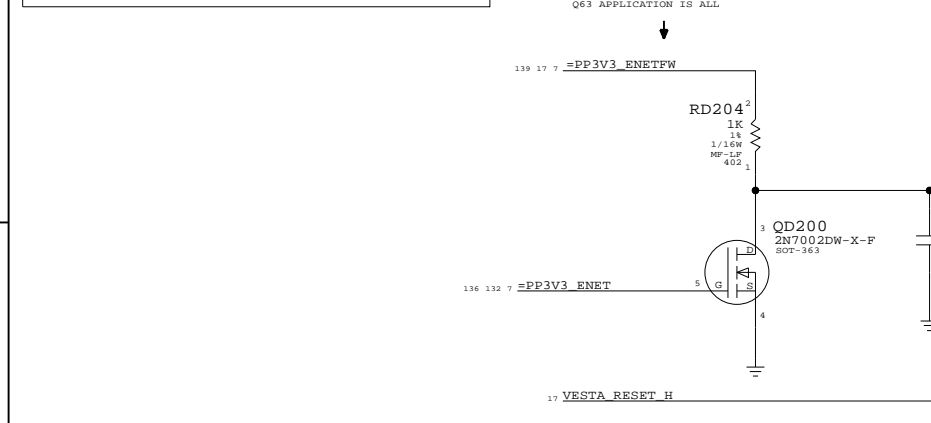 Q63 APPLICATION IS ALL
139 17 7 =PP3V3_ENETFW
RD204 2
1K
1%
1/16W
MF-LF
402 1
3 QD200
2N7002DW-X-F
SOT-363
D
136 132 7 =PP3V3_ENET 5 G S
4
17 VESTA_RESET_H